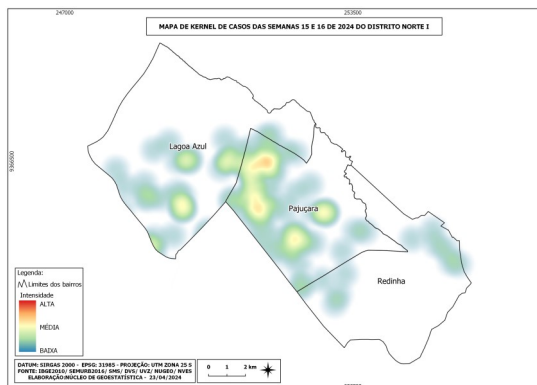 247000
253500
MAPA DE KERNEL DE CASOS DAS SEMANAS 15 E 16 DE 2024 DO DISTRITO NORTE I
9366500
Lagoa Azul
Pajuçara
Redinha
Legenda:
Limites dos bairros
Intensidade
ALTA
MÉDIA
BAIXA
DATUM: SIRGAS 2000 - EPSG: 31985 - PROJEÇÃO: UTM ZONA 25 S
FONTE: IBGE2010/ SEMURB2016/ SMS/ DVS/ UVZ/ NUGEO/ NVES
ELABORAÇÃO:NÚCLEO DE GEOESTATÍSTICA - 23/04/2024
0 1 2 km